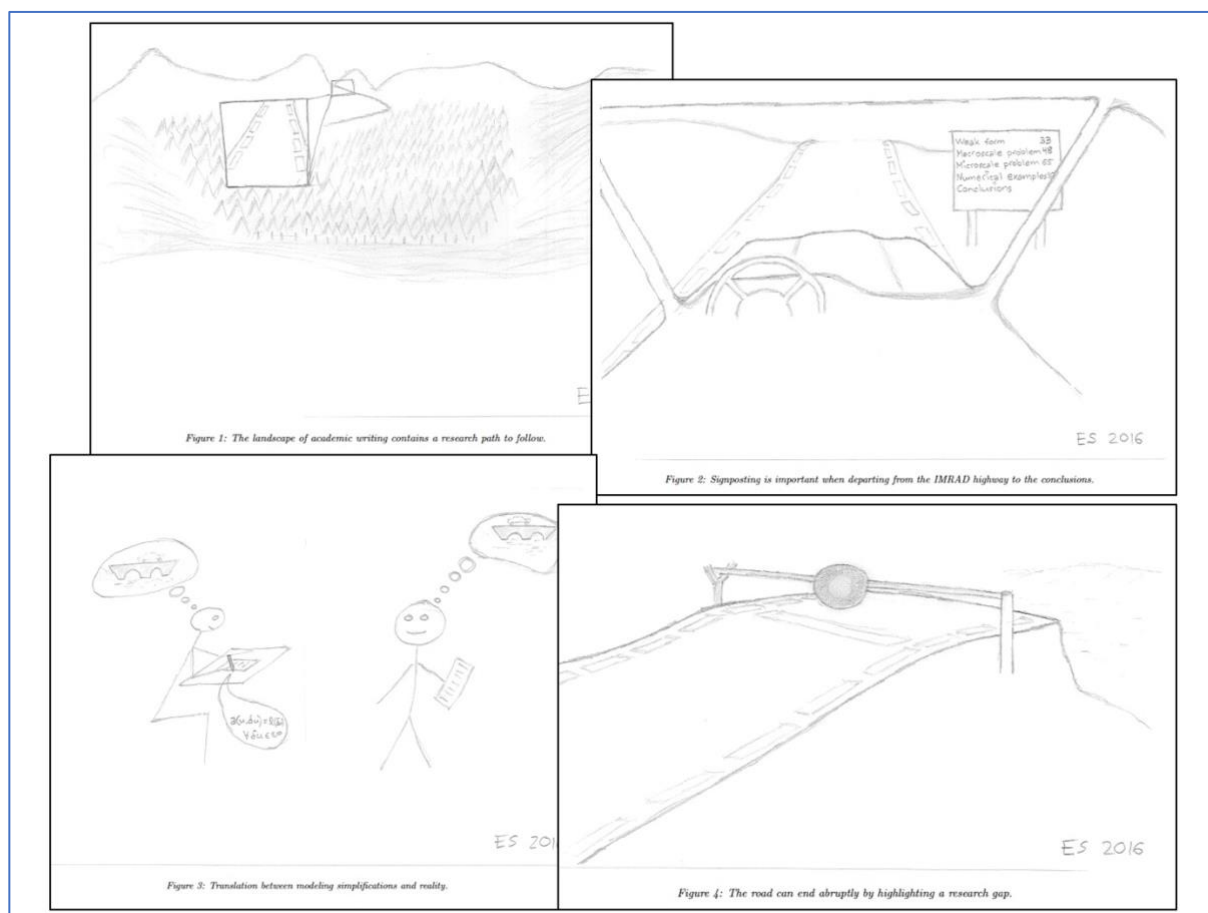 E
Figure 1: The landscape of academic writing contains a research path to follow.
Weak form 33
Macroscale problem 48
Microscale problem 65
Numerical examples
Conclusions
ES 2016
Figure 2: Signposting is important when departing from the IMRAD highway to the conclusions.
ES 201
Figure 3: Translation between modeling simplifications and reality.
ES 2016
Figure 4: The road can end abruptly by highlighting a research gap.